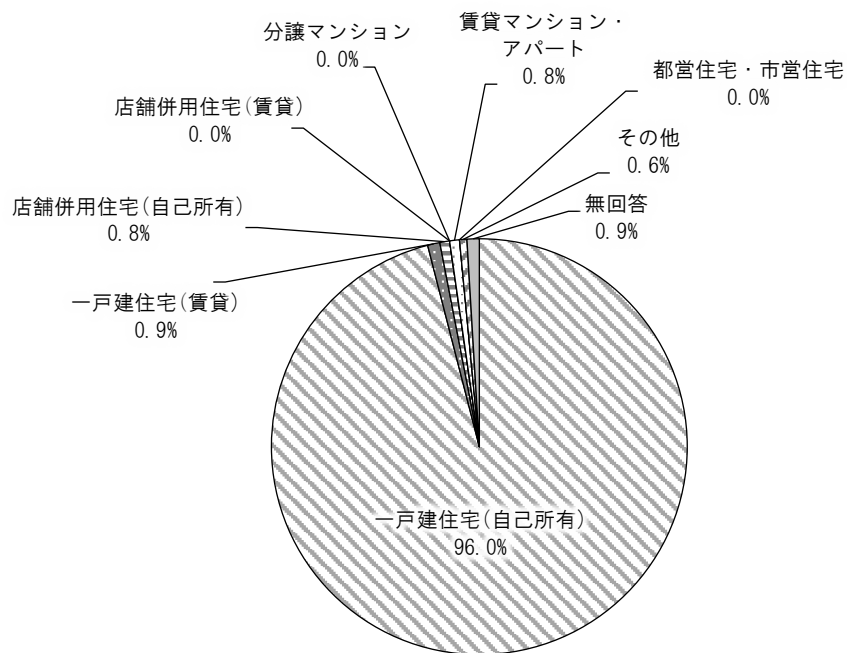 分譲マンション
0.0%
賃貸マンション・
アパート
0.8%
都営住宅・市営住宅
0.0%
店舗併用住宅(賃貸)
0.0%
その他
0.6%
店舗併用住宅(自己所有)
0.8%
無回答
0.9%
一戸建住宅(賃貸)
0.9%
一戸建住宅(自己所有)
96.0%